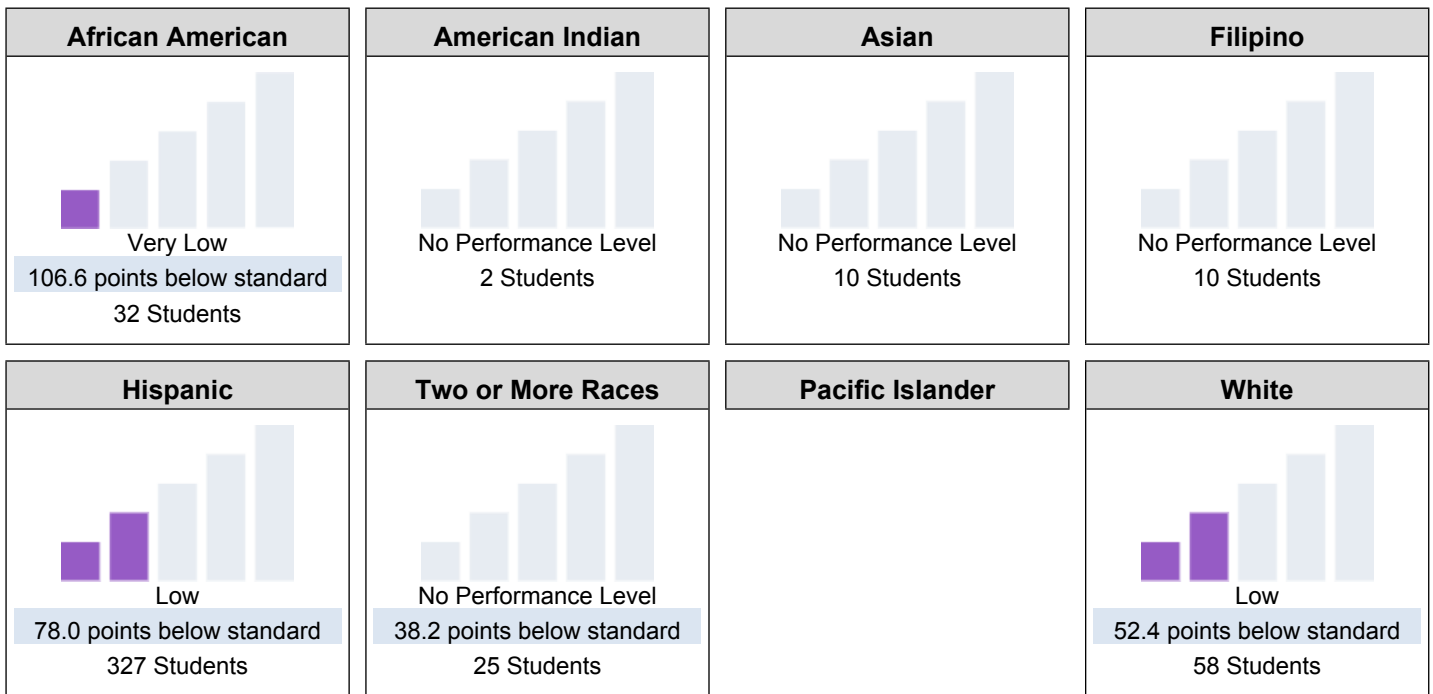 African American
Very Low
106.6 points below standard
32 Students
American Indian
No Performance Level
2 Students
Asian
No Performance Level
10 Students
Filipino
No Performance Level
10 Students
Hispanic
Low
78.0 points below standard
327 Students
Two or More Races
No Performance Level
38.2 points below standard
25 Students
Pacific Islander
White
Low
52.4 points below standard
58 Students